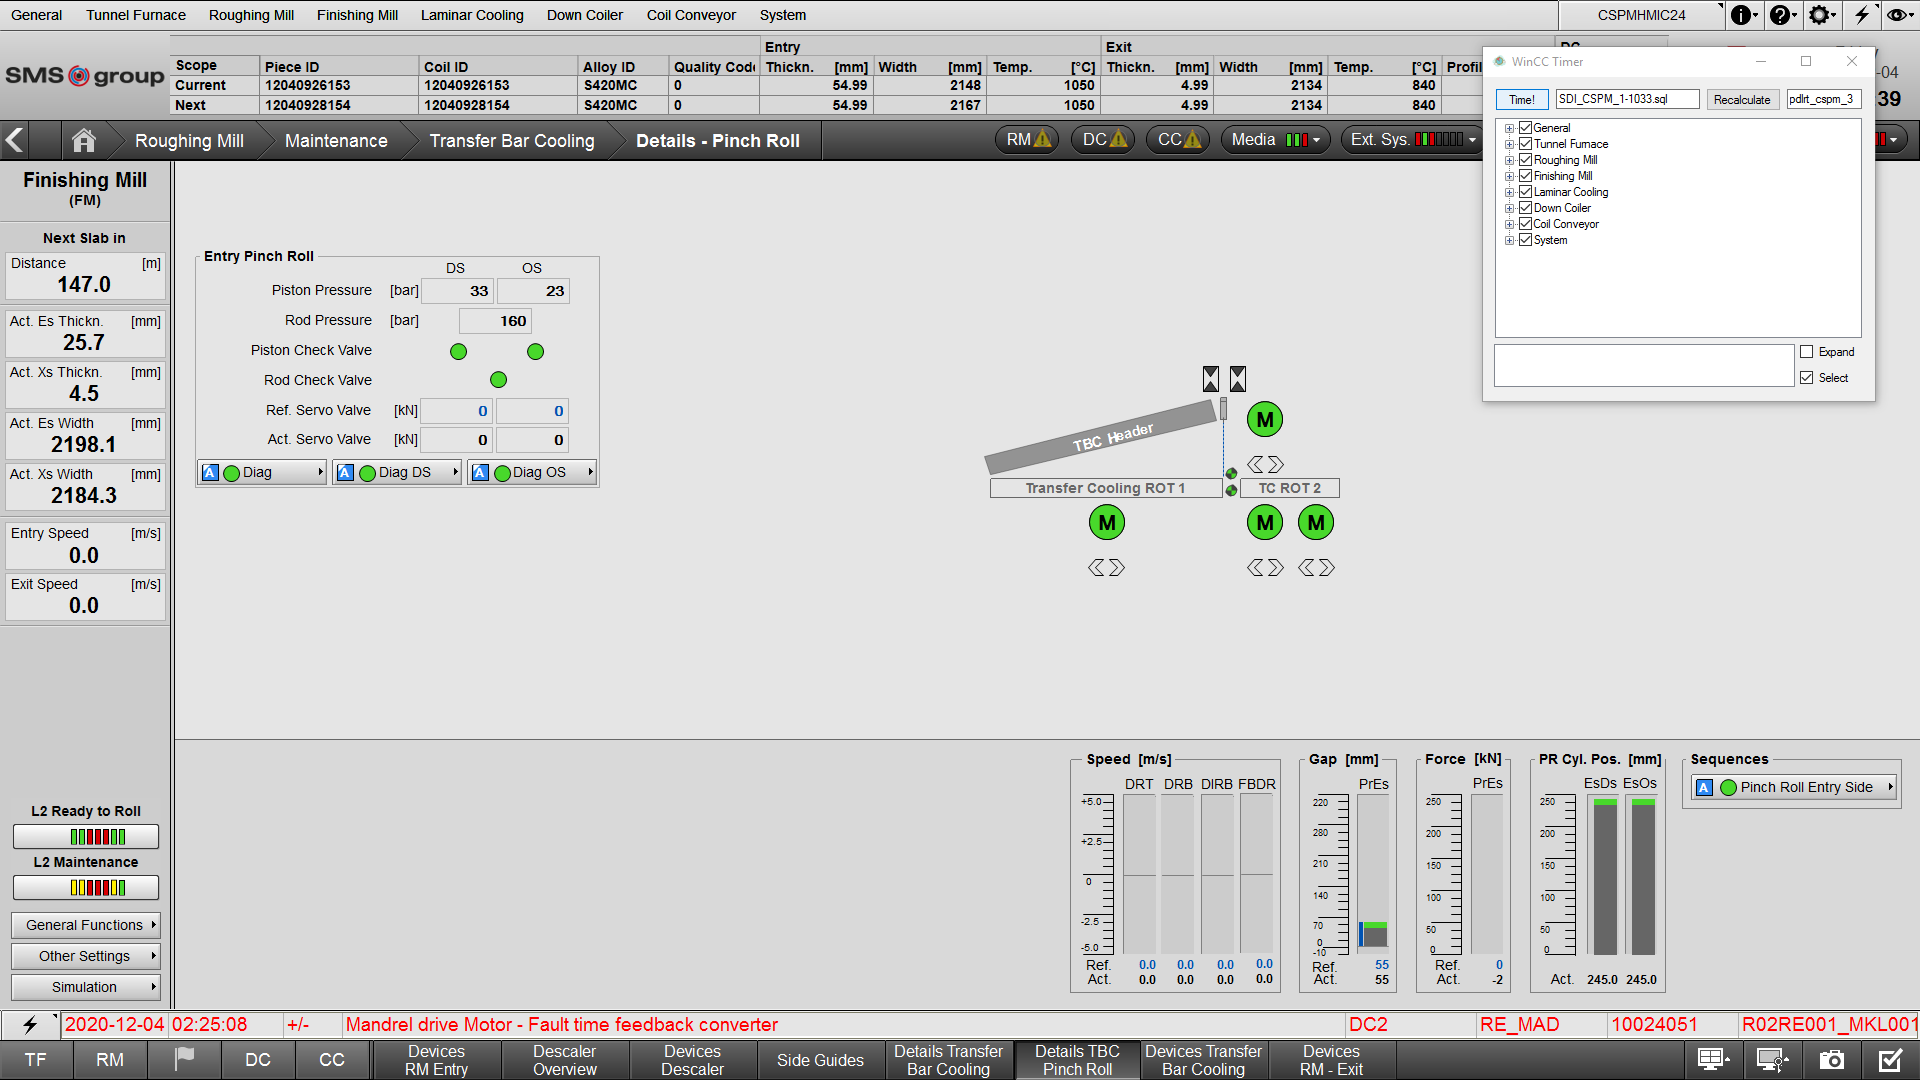 General Tunnel Furnace Roughing Mill Finishing Mill Laminar Cooling Down Coiler Coil Conveyor System CSPMHMIC24
SMS group
Entry Exit
Scope Piece ID Coil ID Alloy ID Quality Code Thickn. [mm] Width [mm] Temp. [°C] Thickn. [mm] Width [mm] Temp. [°C] Profil
Current 12040926153 12040926153 S420MC 0 54.99 2148 1050 4.99 2134 840
Next 12040928154 12040928154 S420MC 0 54.99 2167 1050 4.99 2134 840
-04
39
Roughing Mill Maintenance Transfer Bar Cooling Details - Pinch Roll RM DC CC Media Ext. Sys.
WinCC Timer
Time! SDI_CSPM_1-1033.sql Recalculate pdlrt_cspm_3
General
Tunnel Furnace
Roughing Mill
Finishing Mill
Laminar Cooling
Down Coiler
Coil Conveyor
System
Expand
Select
Finishing Mill
(FM)
Next Slab in
Distance [m]
147.0
Act. Es Thickn. [mm]
25.7
Act. Xs Thickn. [mm]
4.5
Act. Es Width [mm]
2198.1
Act. Xs Width [mm]
2184.3
Entry Speed [m/s]
0.0
Exit Speed [m/s]
0.0
L2 Ready to Roll
L2 Maintenance
General Functions
Other Settings
Simulation
Entry Pinch Roll
DS OS
Piston Pressure [bar] 33 23
Rod Pressure [bar] 160
Piston Check Valve
Rod Check Valve
Ref. Servo Valve [kN] 0 0
Act. Servo Valve [kN] 0 0
A Diag A Diag DS A Diag OS
TBC Header
M
Transfer Cooling ROT 1 TC ROT 2
M M M
Speed [m/s]
DRT DRB DIRB FBDR
+5.0
+2.5
0
-2.5
-5.0
Ref. 0.0 0.0 0.0 0.0
Act. 0.0 0.0 0.0 0.0
Gap [mm]
PrEs
220
280
210
140
70
0
-10
Ref. 55
Act. 55
Force [kN]
PrEs
250
200
150
100
50
0
Ref. 0
Act. -2
PR Cyl. Pos. [mm]
EsDs EsOs
250
200
150
100
50
0
Act. 245.0 245.0
Sequences
A Pinch Roll Entry Side
2020-12-04 02:25:08 +/- Mandrel drive Motor - Fault time feedback converter DC2 RE_MAD 10024051 R02RE001_MKL001
TF RM DC CC
Devices
RM Entry
Descaler
Overview
Devices
Descaler
Side Guides
Details Transfer
Bar Cooling
Details TBC
Pinch Roll
Devices Transfer
Bar Cooling
Devices
RM - Exit